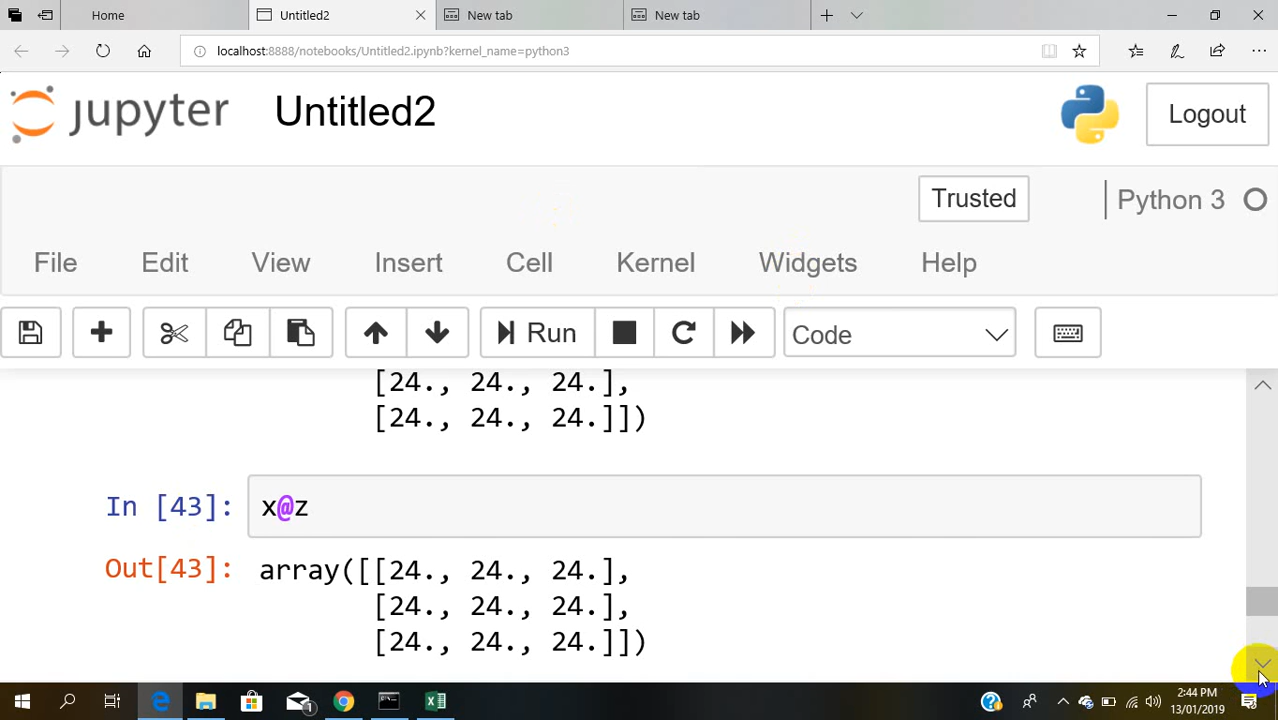 Home
Untitled2
New tab
New tab
localhost:8888/notebooks/Untitled2.ipynb?kernel_name=python3
jupyter
Untitled2
Logout
Trusted
Python 3
File
Edit
View
Insert
Cell
Kernel
Widgets
Help
Run
Code
[24., 24., 24.],
[24., 24., 24.]])
In [43]:
x@z
Out[43]:
array([[24., 24., 24.],
[24., 24., 24.],
[24., 24., 24.]])
1
2:44 PM
13/01/2019